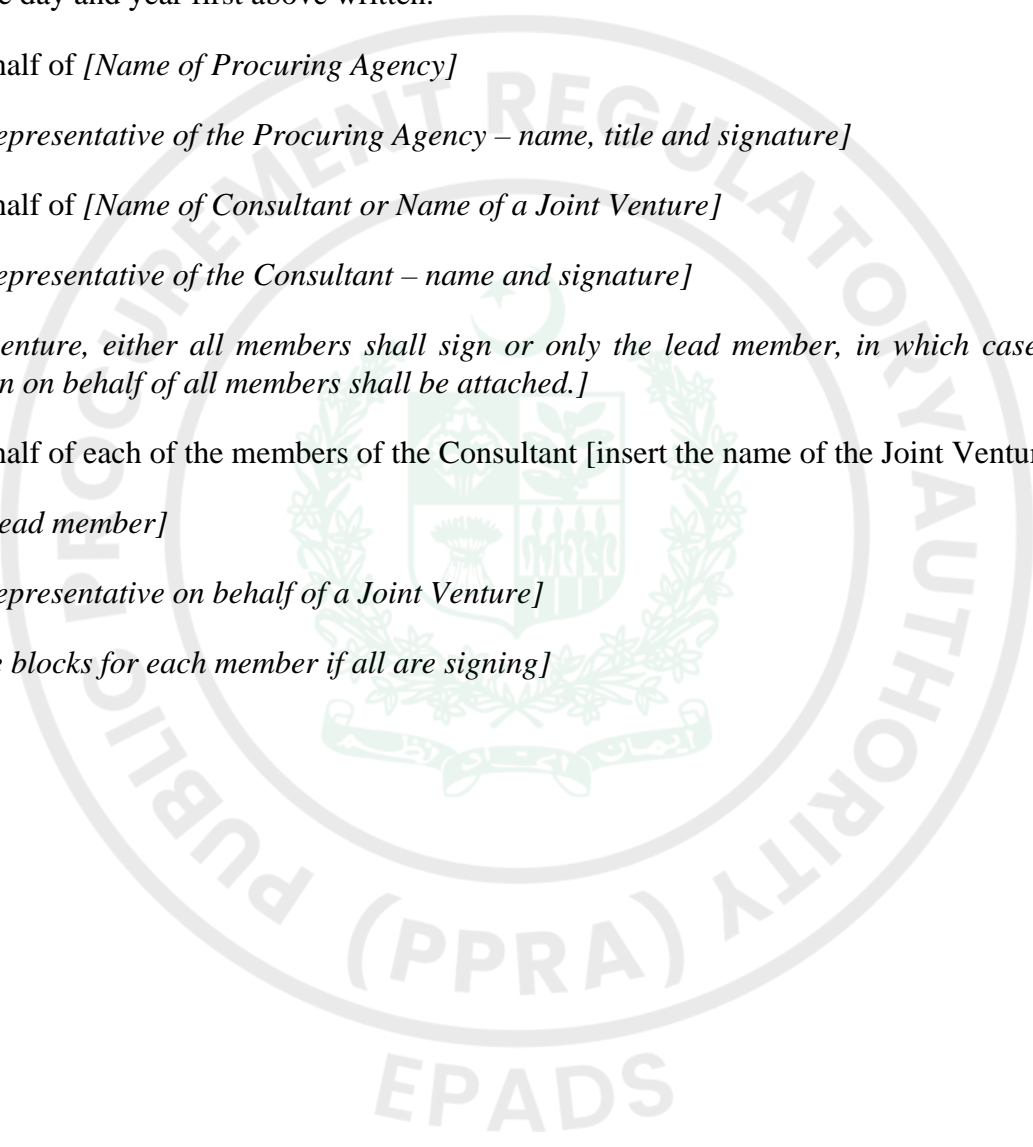 day and year first above written.
half of [Name of Procuring Agency]
epresentative of the Procuring Agency – name, title and signature]
half of [Name of Consultant or Name of a Joint Venture]
epresentative of the Consultant – name and signature]
enture, either all members shall sign or only the lead member, in which case
n on behalf of all members shall be attached.]
half of each of the members of the Consultant [insert the name of the Joint Ventur
ead member]
epresentative on behalf of a Joint Venture]
e blocks for each member if all are signing]
PUBLIC PROCUREMENT REGULATORY AUTHORITY
(PPRA)
EPADS